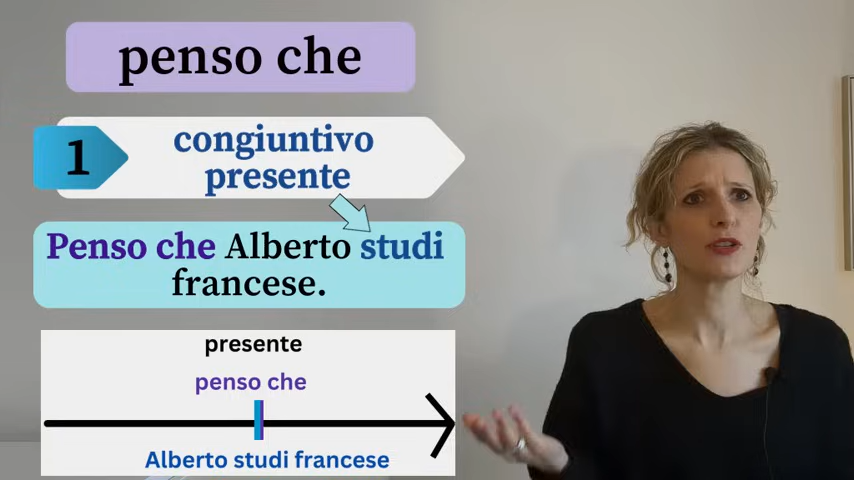 penso che
1
congiuntivo
presente
Penso che Alberto studi
francese.
presente
penso che
Alberto studi francese